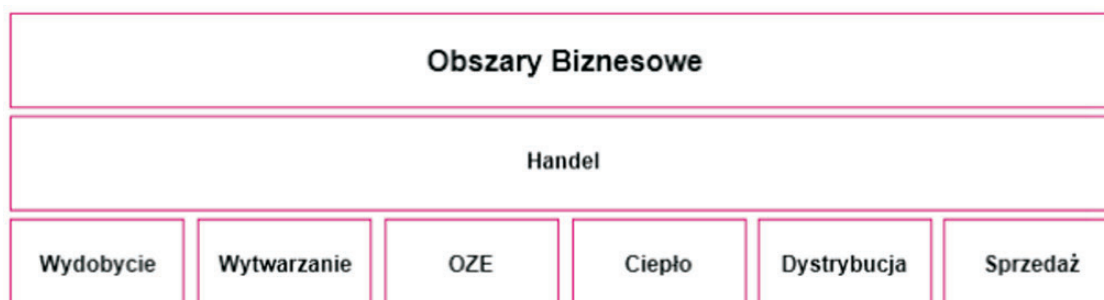 Obszary Biznesowe
Handel
Wydobycie Wytwarzanie OZE Ciepło Dystrybucja Sprzedaż